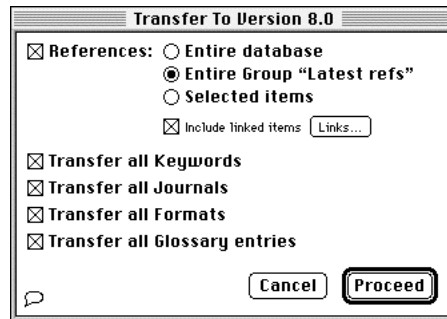 Transfer To Version 8.0
References: Entire database
Entire Group “Latest refs”
Selected items
Include linked items Links...
Transfer all Keywords
Transfer all Journals
Transfer all Formats
Transfer all Glossary entries
Cancel Proceed